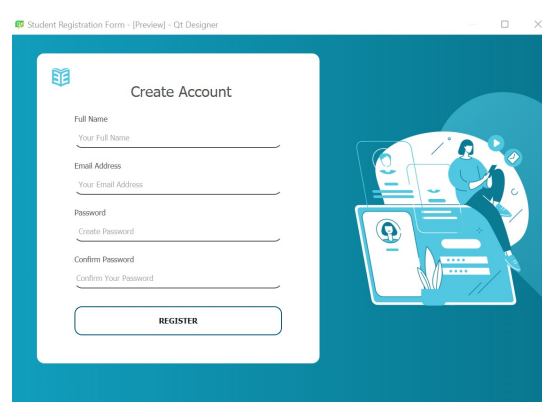 Student Registration Form - [Preview] - Qt Designer
Create Account
Full Name
Your Full Name
Email Address
Your Email Address
Password
Create Password
Confirm Password
Confirm Your Password
REGISTER